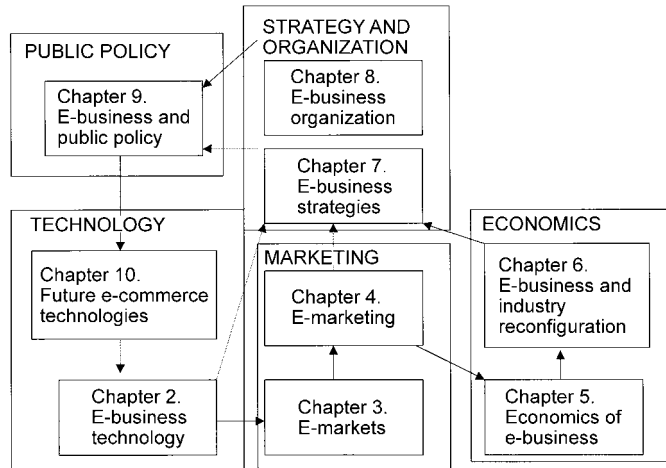 PUBLIC POLICY
Chapter 9.
E-business and
public policy
STRATEGY AND
ORGANIZATION
Chapter 8.
E-business
organization
Chapter 7.
E-business
strategies
TECHNOLOGY
Chapter 10.
Future e-commerce
technologies
Chapter 2.
E-business
technology
MARKETING
Chapter 4.
E-marketing
Chapter 3.
E-markets
ECONOMICS
Chapter 6.
E-business and
industry
reconfiguration
Chapter 5.
Economics of
e-business